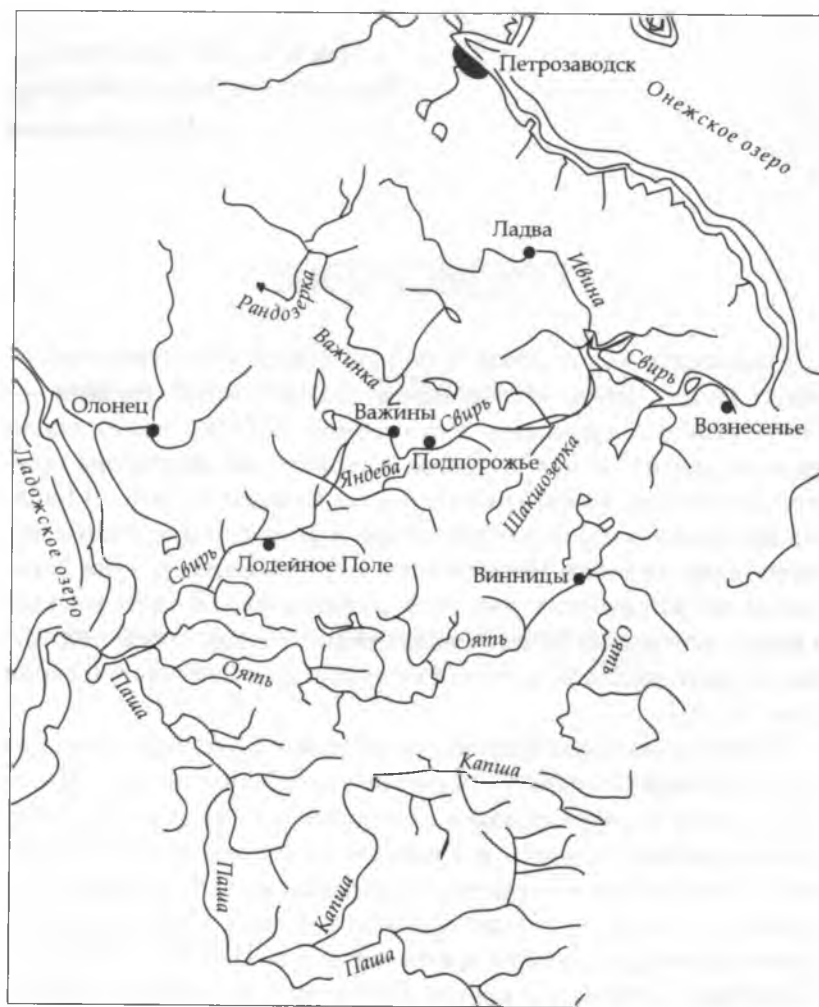 Петрозаводск
Онежское озеро
Ладва
Ивина
Рандозерка
Важинка
Свирь
Олонец
Важины
Свирь
Вознесенье
Подпорожье
Яндеба
Шакшозерка
Ладожское озеро
Свирь
Лодейное Поле
Винницы
Оять
Оять
Оять
Паша
Капша
Паша
Капша
Паша